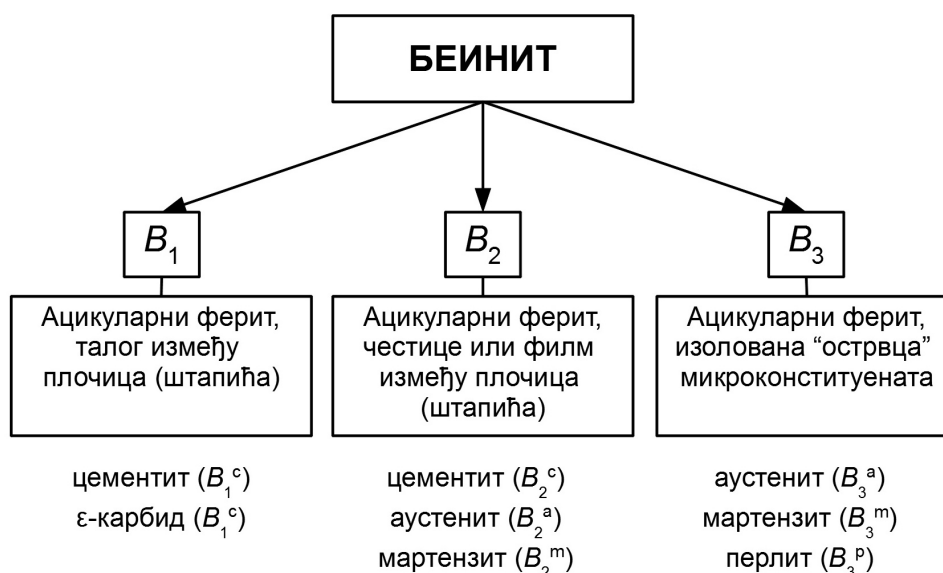 БЕИНИТ
B₁
B₂
B₃
Ацикуларни ферит,
талог између
плочица (штапића)
Ацикуларни ферит,
честице или филм
између плочица
(штапића)
Ацикуларни ферит,
изолована “острвца”
микроконституената
цементит (B₁ᶜ)
ε-карбид (B₁ᶜ)
цементит (B₂ᶜ)
аустенит (B₂ᵃ)
мартензит (B₂ᵐ)
аустенит (B₃ᵃ)
мартензит (B₃ᵐ)
перлит (B₃ᵖ)